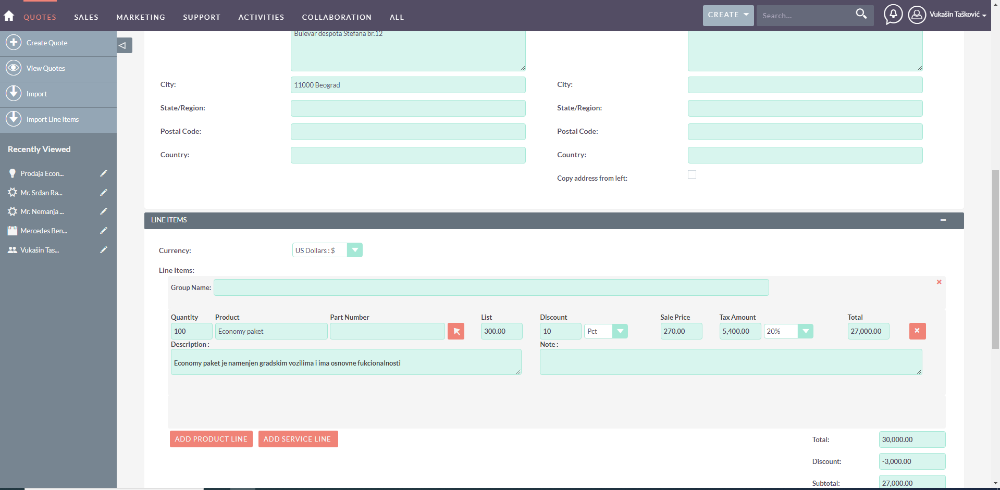 QUOTES SALES MARKETING SUPPORT ACTIVITIES COLLABORATION ALL CREATE Search... Vukašin Tašković
Create Quote
View Quotes
Import
Import Line Items
Recently Viewed
Prodaja Econ...
Mr. Srđan Ra...
Mr. Nemanja ...
Mercedes Ben...
Vukašin Tas...
Bulevar despota Stefana br.12
City: 11000 Beograd City:
State/Region: State/Region:
Postal Code: Postal Code:
Country: Country:
Copy address from left:
LINE ITEMS
Currency: US Dollars : $
Line Items:
Group Name:
Quantity Product Part Number List Discount Sale Price Tax Amount Total
100 Economy paket 300.00 10 Pct 270.00 5,400.00 20% 27,000.00
Description : Note :
Economy paket je namenjen gradskim vozilima i ima osnovne fukcionalnosti
ADD PRODUCT LINE ADD SERVICE LINE
Total: 30,000.00
Discount: -3,000.00
Subtotal: 27,000.00